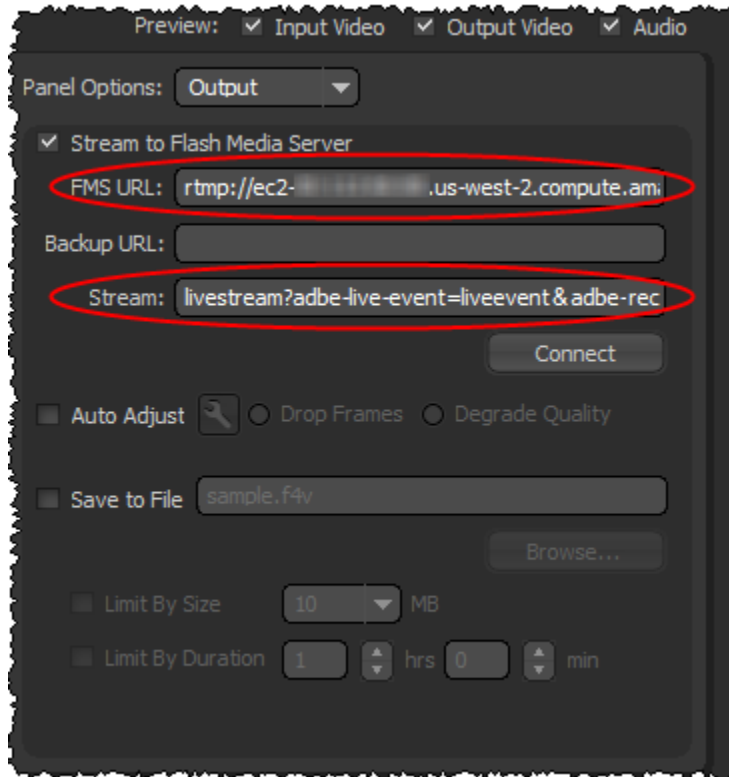 Preview: Input Video Output Video Audio
Panel Options: Output
Stream to Flash Media Server
FMS URL: rtmp://ec2- .us-west-2.compute.ama
Backup URL:
Stream: livestream?adbe-live-event=liveevent&adbe-rec
Connect
Auto Adjust Drop Frames Degrade Quality
Save to File sample.f4v
Browse...
Limit By Size 10 MB
Limit By Duration 1 hrs 0 min